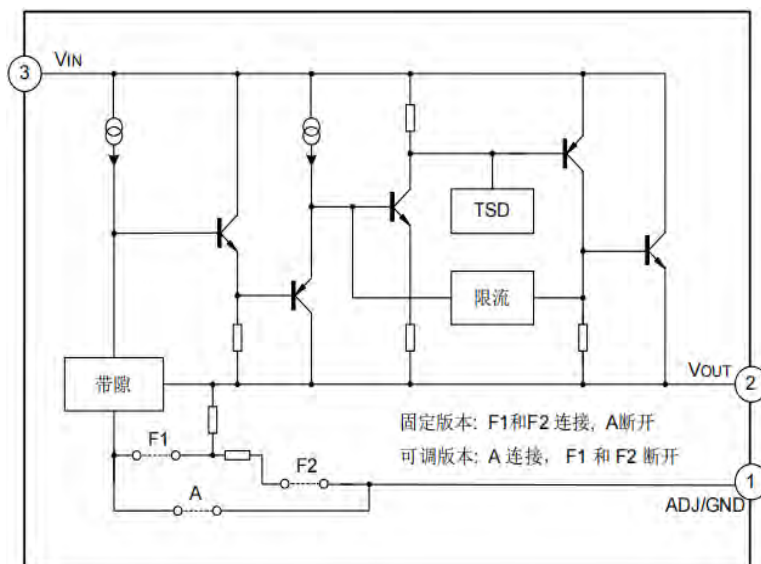 3 VIN
TSD
限流
带隙
VOUT 2
固定版本: F1和F2 连接, A断开
可调版本; A 连接, F1 和 F2 断开
F1
F2
A
1
ADJ/GND